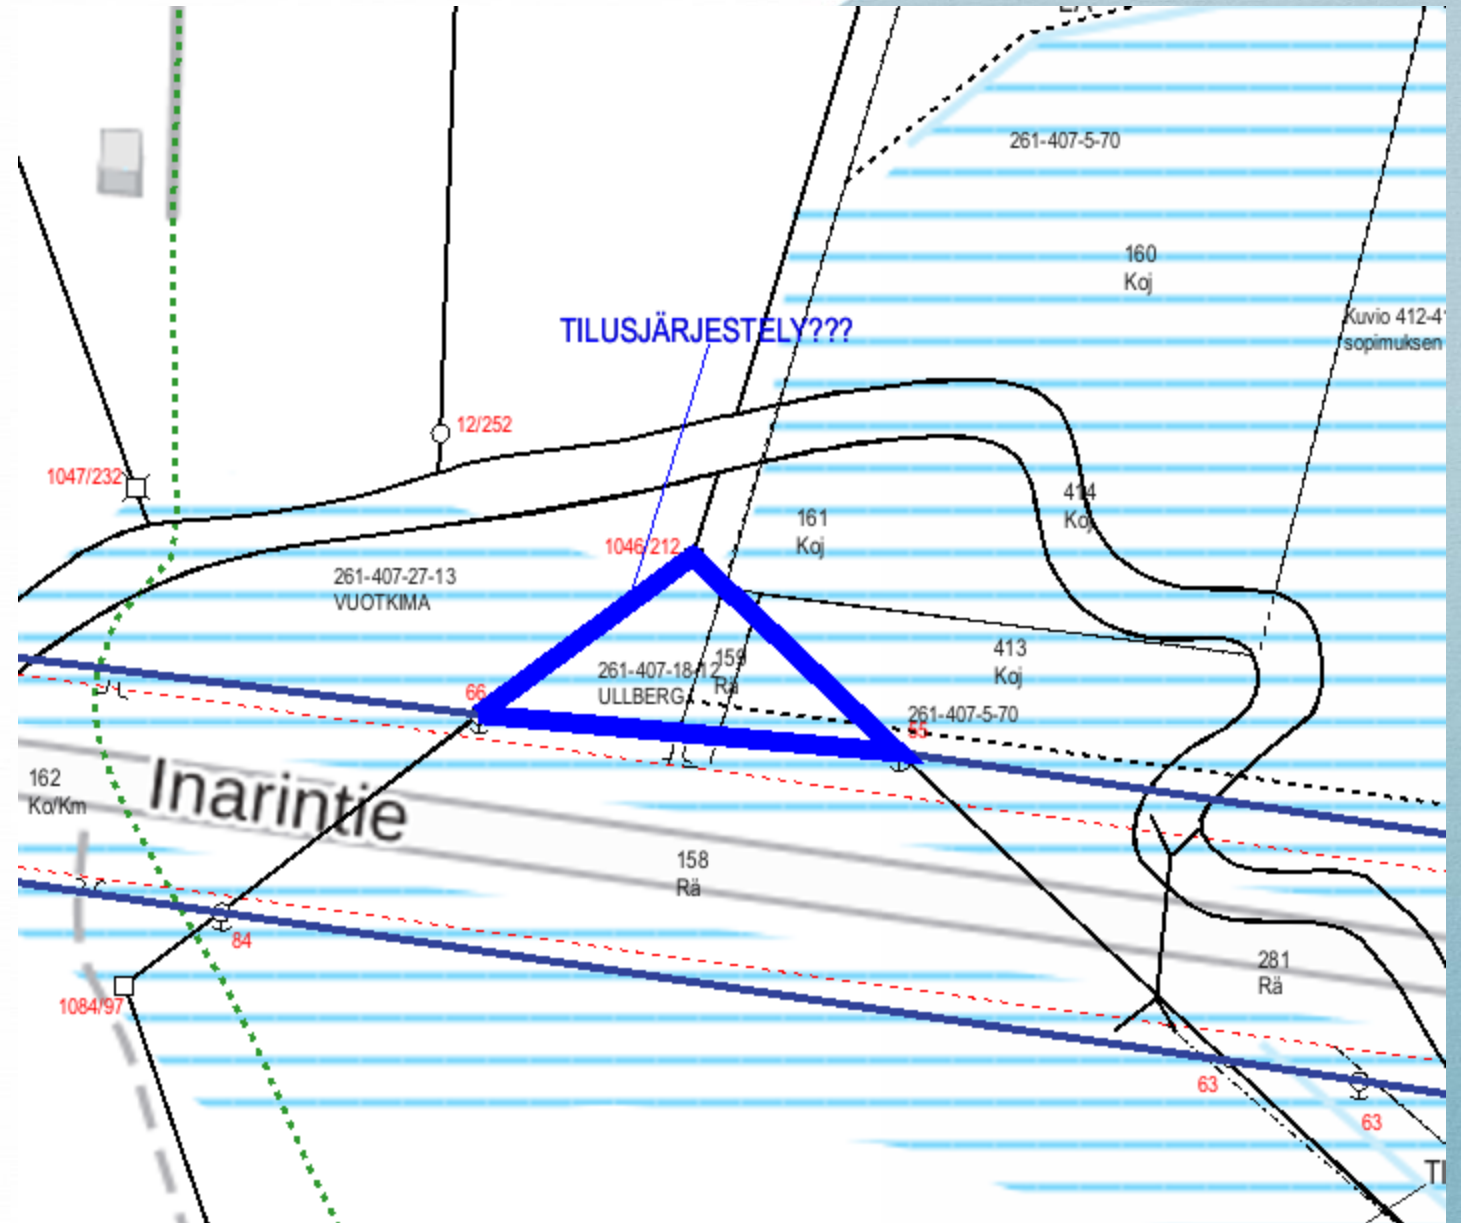 261-407-5-70
160
Koj
Kuvio 412-4
sopimuksen
TILUSJÄRJESTELY???
12/252
1047/232
414
Koj
161
Koj
1046/212
261-407-27-13
VUOTKIMA
413
Koj
159
Rä
261-407-18-12
ULLBERG
66
261-407-5-70
55
162
Ko/Km
Inarintie
158
Rä
84
281
Rä
1084/97
63
63